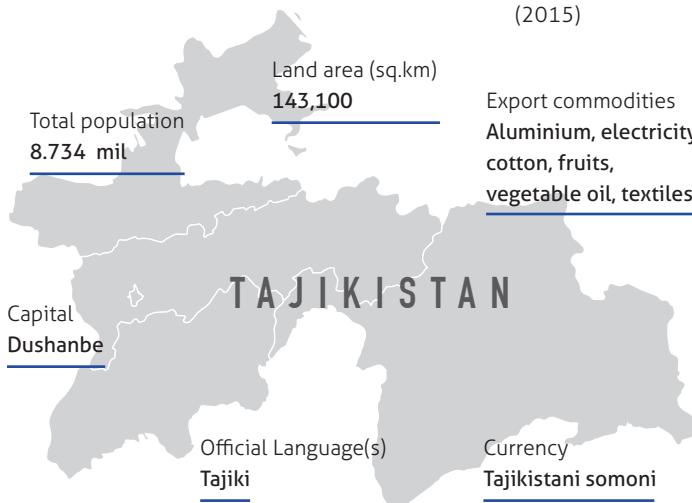 (2015)
Land area (sq.km)
143,100
Total population
8.734 mil
Export commodities
Aluminium, electricity
cotton, fruits,
vegetable oil, textiles
TAJIKISTAN
Capital
Dushanbe
Official Language(s)
Tajiki
Currency
Tajikistani somoni